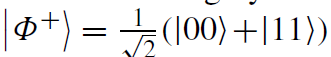 |Φ⁺⟩ = 1/√2 (|00⟩+|11⟩)